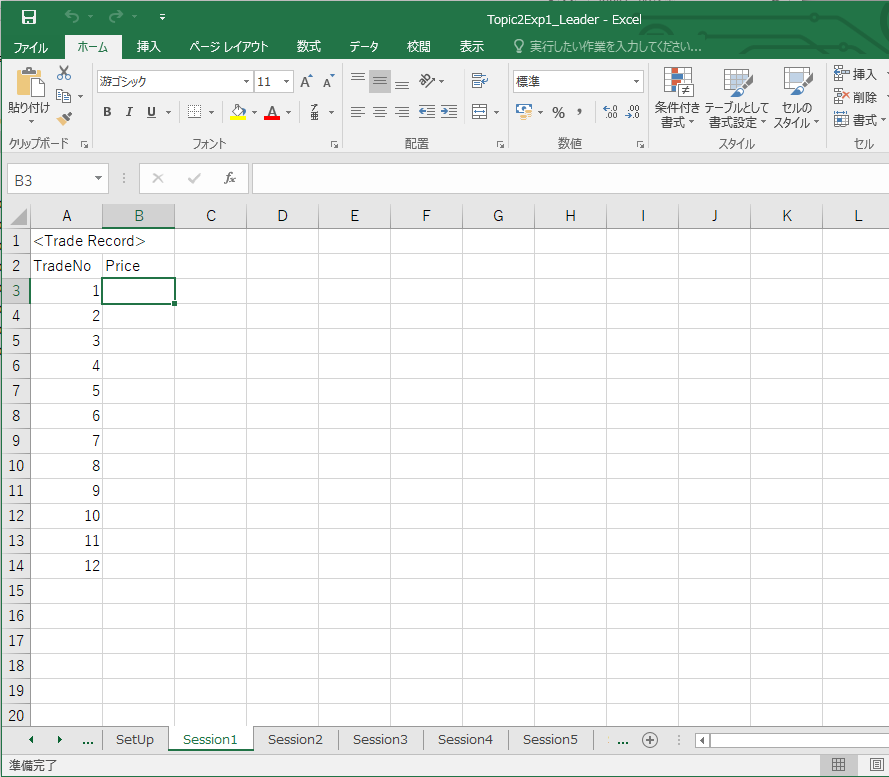 Topic2Exp1_Leader - Excel
ファイル ホーム 挿入 ページ レイアウト 数式 データ 校閲 表示 実行したい作業を入力してください...
貼り付け
クリップボード
游ゴシック 11
B I U
フォント
配置
標準
% ,
数値
条件付き書式
テーブルとして書式設定
セルのスタイル
スタイル
挿入
削除
書式
セル
B3 fx
A B C D E F G H I J K L
1 <Trade Record>
2 TradeNo Price
3 1
4 2
5 3
6 4
7 5
8 6
9 7
10 8
11 9
12 10
13 11
14 12
15
16
17
18
19
20
... SetUp Session1 Session2 Session3 Session4 Session5 ...
準備完了